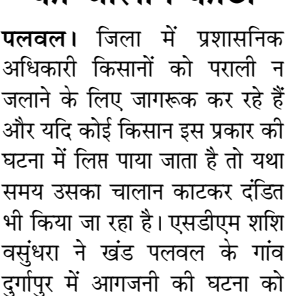 पलवल। जिला में प्रशासनिक
अधिकारी किसानों को पराली न
जलाने के लिए जागरूक कर रहे हैं
और यदि कोई किसान इस प्रकार की
घटना में लिप्त पाया जाता है तो यथा
समय उसका चालान काटकर दंडित
भी किया जा रहा है। एसडीएम शशि
वसुंधरा ने खंड पलवल के गांव
दुर्गापुर में आगजनी की घटना को